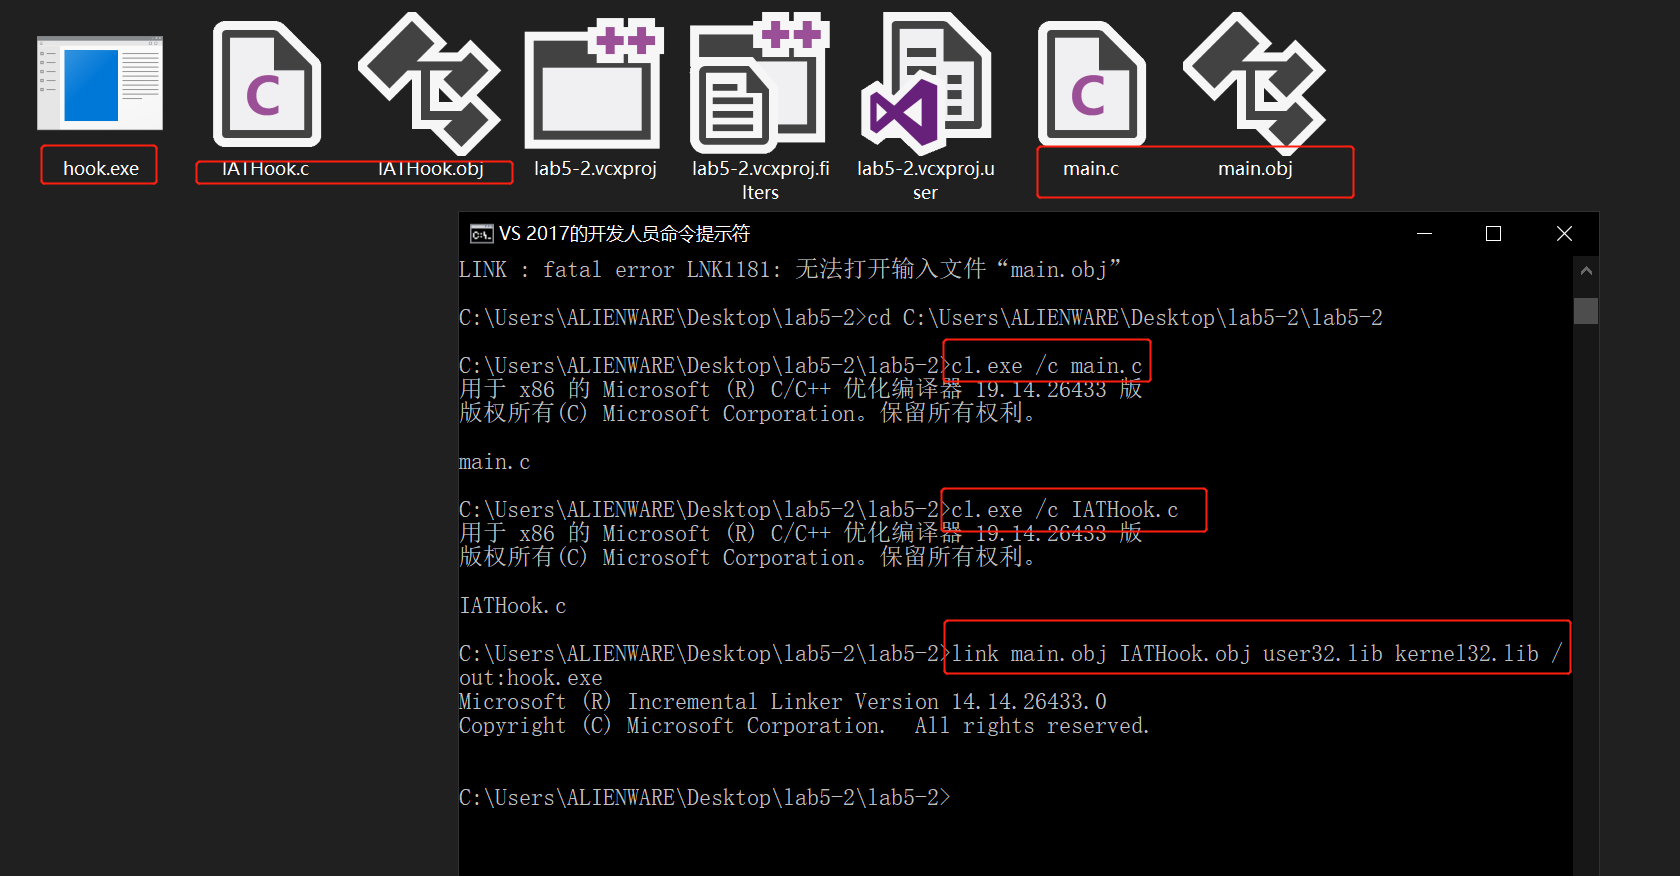 hook.exe
IATHook.c
IATHook.obj
lab5-2.vcxproj
lab5-2.vcxproj.fi
lters
lab5-2.vcxproj.u
ser
main.c
main.obj
VS 2017的开发人员命令提示符
LINK : fatal error LNK1181: 无法打开输入文件“main.obj”
C:\Users\ALIENWARE\Desktop\lab5-2>cd C:\Users\ALIENWARE\Desktop\lab5-2\lab5-2
C:\Users\ALIENWARE\Desktop\lab5-2\lab5-2>cl.exe /c main.c
用于 x86 的 Microsoft (R) C/C++ 优化编译器 19.14.26433 版
版权所有(C) Microsoft Corporation。保留所有权利。
main.c
C:\Users\ALIENWARE\Desktop\lab5-2\lab5-2>cl.exe /c IATHook.c
用于 x86 的 Microsoft (R) C/C++ 优化编译器 19.14.26433 版
版权所有(C) Microsoft Corporation。保留所有权利。
IATHook.c
C:\Users\ALIENWARE\Desktop\lab5-2\lab5-2>link main.obj IATHook.obj user32.lib kernel32.lib /
out:hook.exe
Microsoft (R) Incremental Linker Version 14.14.26433.0
Copyright (C) Microsoft Corporation.  All rights reserved.
C:\Users\ALIENWARE\Desktop\lab5-2\lab5-2>